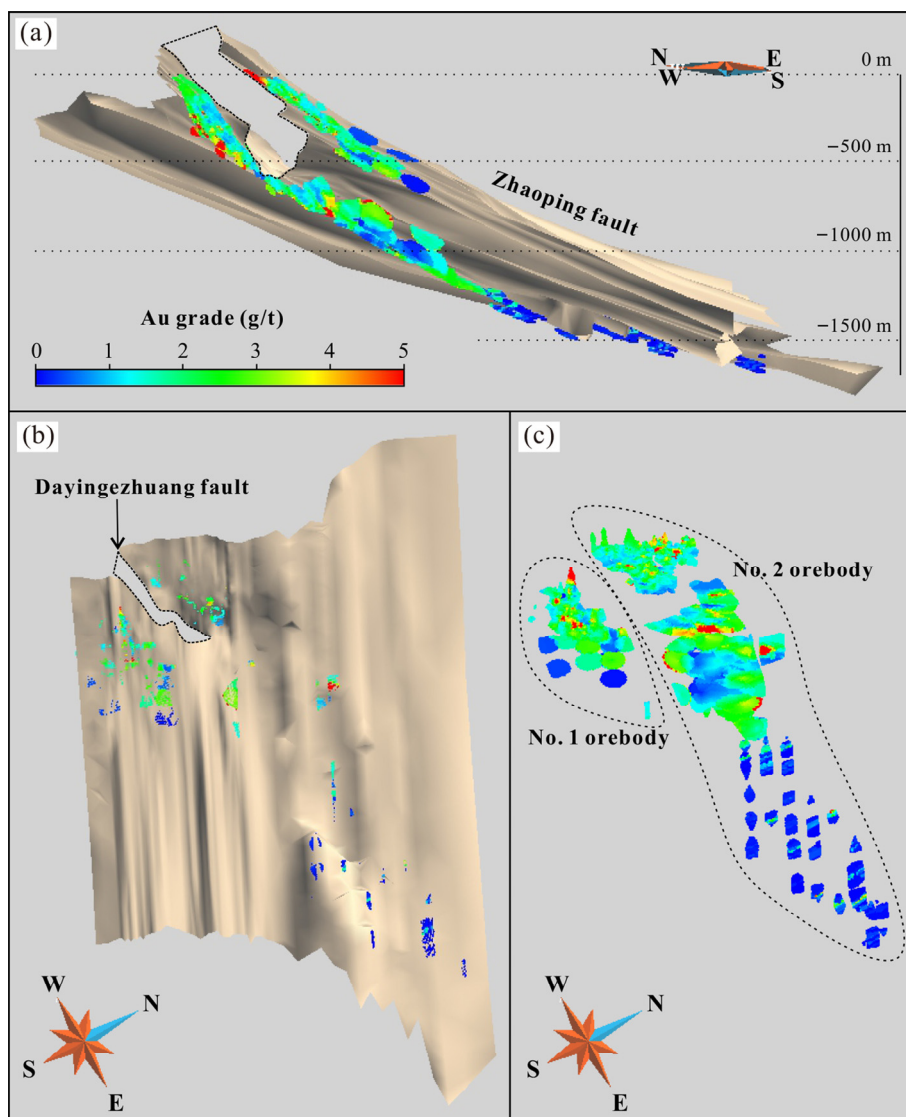 (a)
N
W
E
S
0 m
−500 m
Zhaoping fault
−1000 m
Au grade (g/t)
0 1 2 3 4 5
−1500 m
(b)
Dayingezhuang fault
W
N
S
E
(c)
No. 2 orebody
No. 1 orebody
W
N
S
E